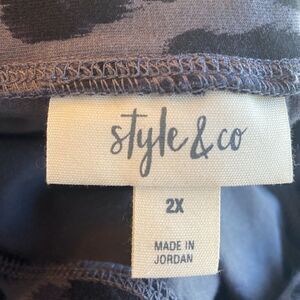 style & co
2X
MADE IN
JORDAN